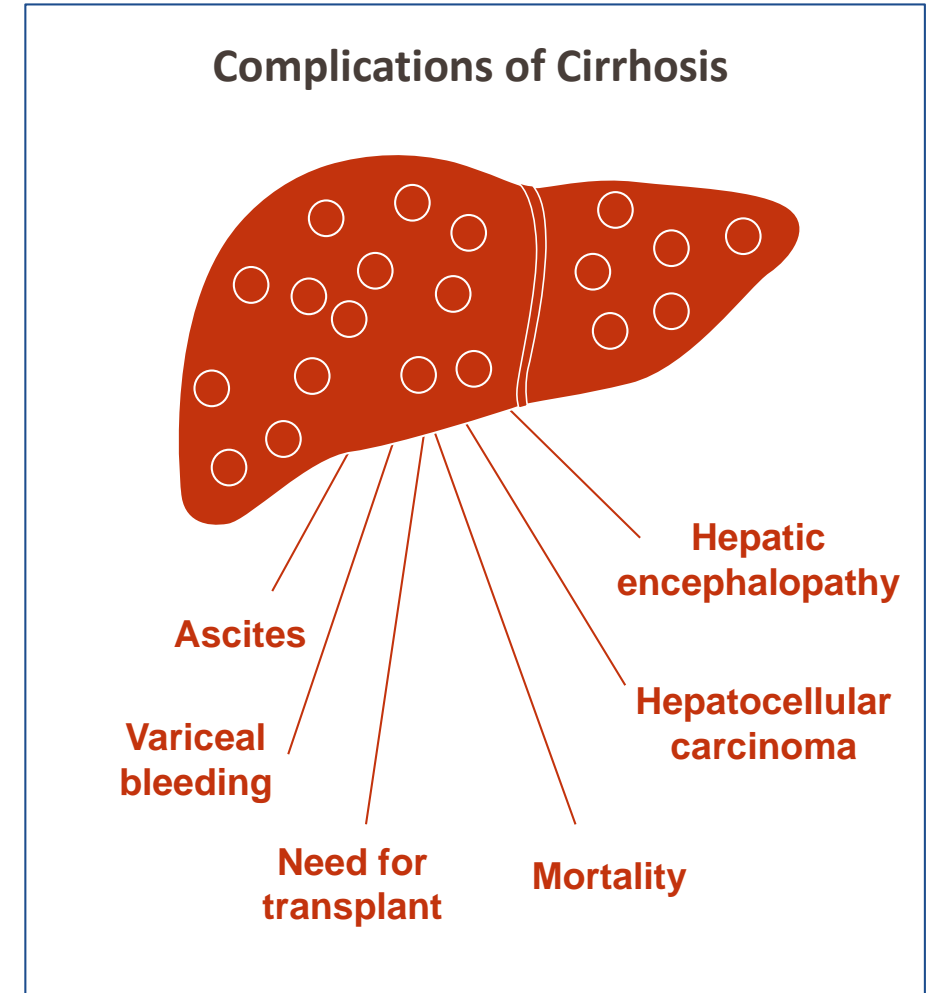 Complications of Cirrhosis
Hepatic
encephalopathy
Ascites
Hepatocellular
carcinoma
Variceal
bleeding
Need for
transplant
Mortality